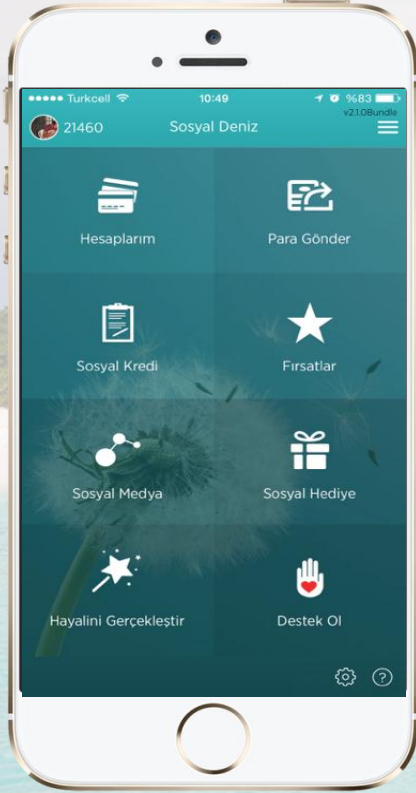 Turkcell 10:49 %83
v2.1.0Bundle
21460 Sosyal Deniz
Hesaplarım Para Gönder
Sosyal Kredi Fırsatlar
Sosyal Medya Sosyal Hediye
Hayalini Gerçekleştir Destek Ol
?